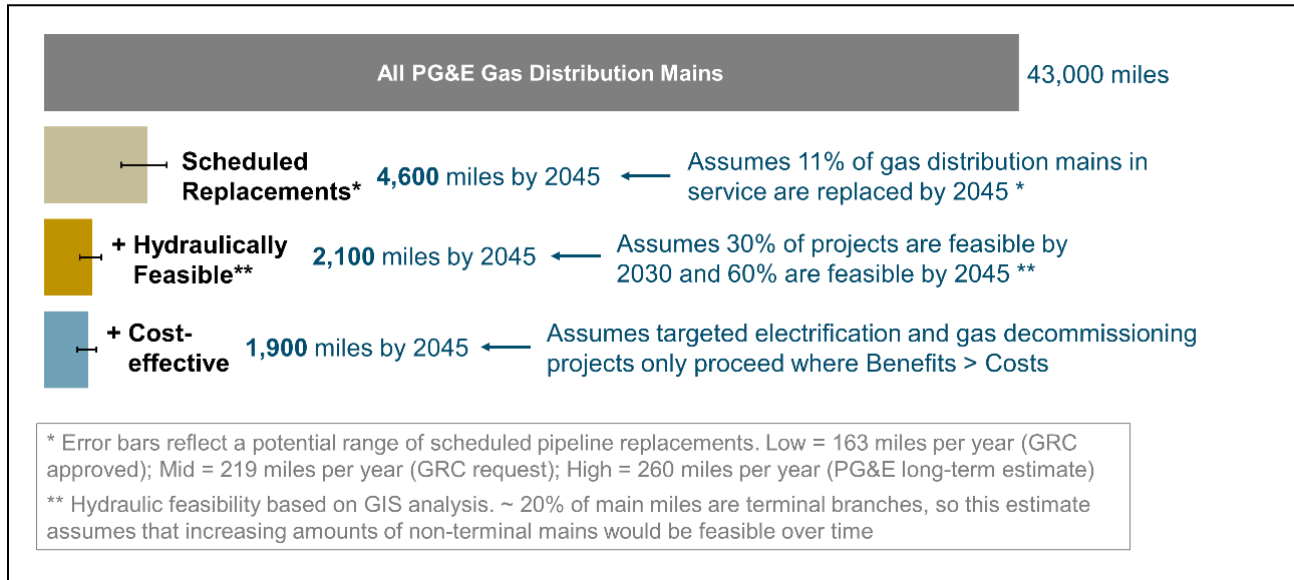 All PG&E Gas Distribution Mains
43,000 miles
Scheduled
Replacements*
4,600 miles by 2045
Assumes 11% of gas distribution mains in
service are replaced by 2045 *
+ Hydraulically
Feasible**
2,100 miles by 2045
Assumes 30% of projects are feasible by
2030 and 60% are feasible by 2045 **
+ Cost-
effective
1,900 miles by 2045
Assumes targeted electrification and gas decommissioning
projects only proceed where Benefits > Costs
* Error bars reflect a potential range of scheduled pipeline replacements. Low = 163 miles per year (GRC
approved); Mid = 219 miles per year (GRC request); High = 260 miles per year (PG&E long-term estimate)
** Hydraulic feasibility based on GIS analysis. ~ 20% of main miles are terminal branches, so this estimate
assumes that increasing amounts of non-terminal mains would be feasible over time